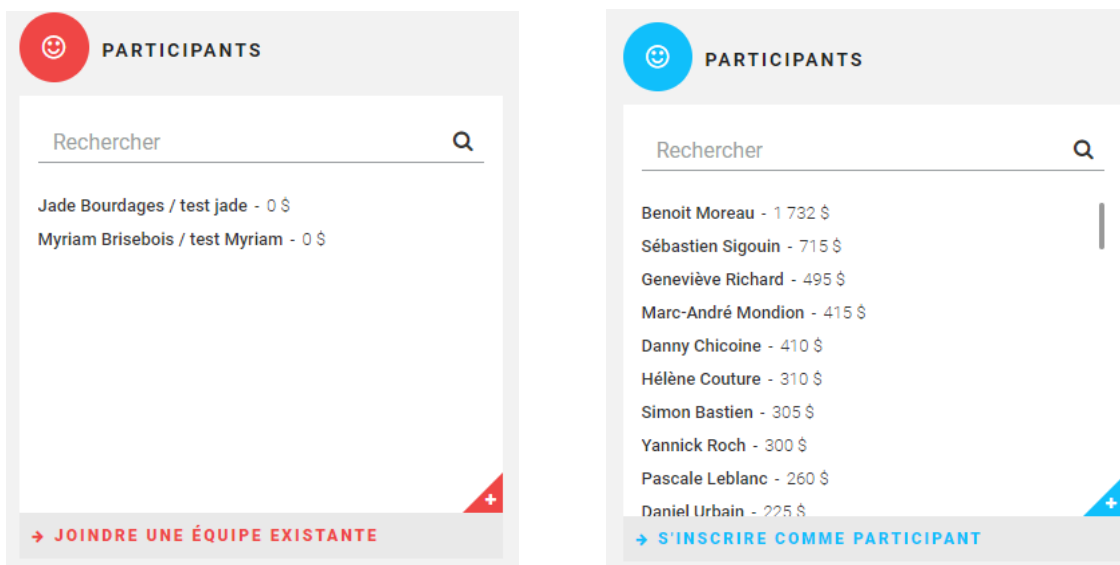 PARTICIPANTS
Rechercher
Jade Bourdages / test jade - 0 $
Myriam Brisebois / test Myriam - 0 $
JOINDRE UNE ÉQUIPE EXISTANTE
PARTICIPANTS
Rechercher
Benoit Moreau - 1 732 $
Sébastien Sigouin - 715 $
Geneviève Richard - 495 $
Marc-André Mondion - 415 $
Danny Chicoine - 410 $
Hélène Couture - 310 $
Simon Bastien - 305 $
Yannick Roch - 300 $
Pascale Leblanc - 260 $
Daniel Urbain - 225 $
S'INSCRIRE COMME PARTICIPANT